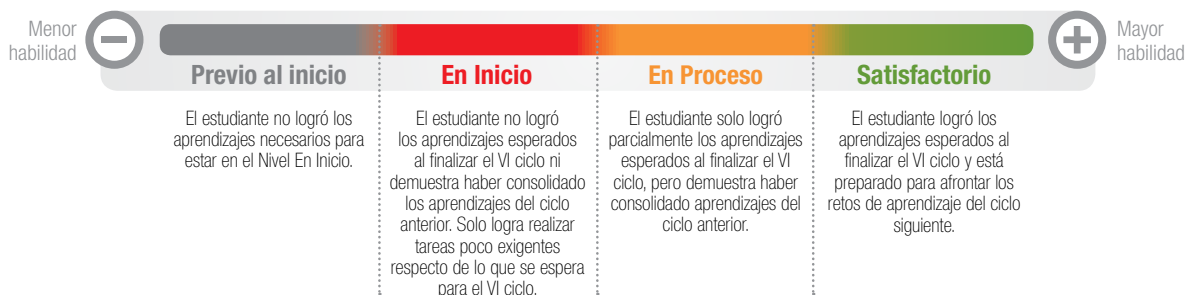 Menor
habilidad
Mayor
habilidad
Previo al inicio
En Inicio
En Proceso
Satisfactorio
El estudiante no logró los
aprendizajes necesarios para
estar en el Nivel En Inicio.
El estudiante no logró
los aprendizajes esperados
al finalizar el VI ciclo ni
demuestra haber consolidado
los aprendizajes del ciclo
anterior. Solo logra realizar
tareas poco exigentes
respecto de lo que se espera
para el VI ciclo.
El estudiante solo logró
parcialmente los aprendizajes
esperados al finalizar el VI
ciclo, pero demuestra haber
consolidado aprendizajes del
ciclo anterior.
El estudiante logró los
aprendizajes esperados al
finalizar el VI ciclo y está
preparado para afrontar los
retos de aprendizaje del ciclo
siguiente.